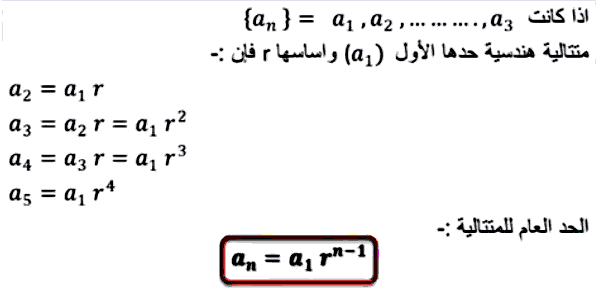 اذا كانت {aₙ} = a₁ ,a₂ , … … … . , a₃
متتالية هندسية حدها الأول (a₁) واساسها r فإن :-
a₂ = a₁ r
a₃ = a₂ r = a₁ r²
a₄ = a₃ r = a₁ r³
a₅ = a₁ r⁴
الحد العام للمتتالية :-
aₙ = a₁ rⁿ⁻¹